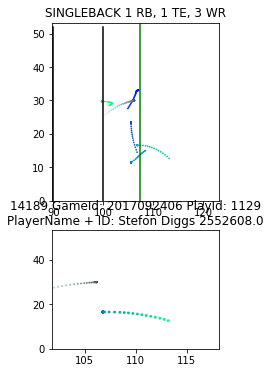 SINGLEBACK 1 RB, 1 TE, 3 WR
50
40
30
20
10
0
90 100 110 120
14189 GameId: 2017092406 PlayId: 1129
PlayerName + ID: Stefon Diggs 2552608.0
40
20
0
105 110 115